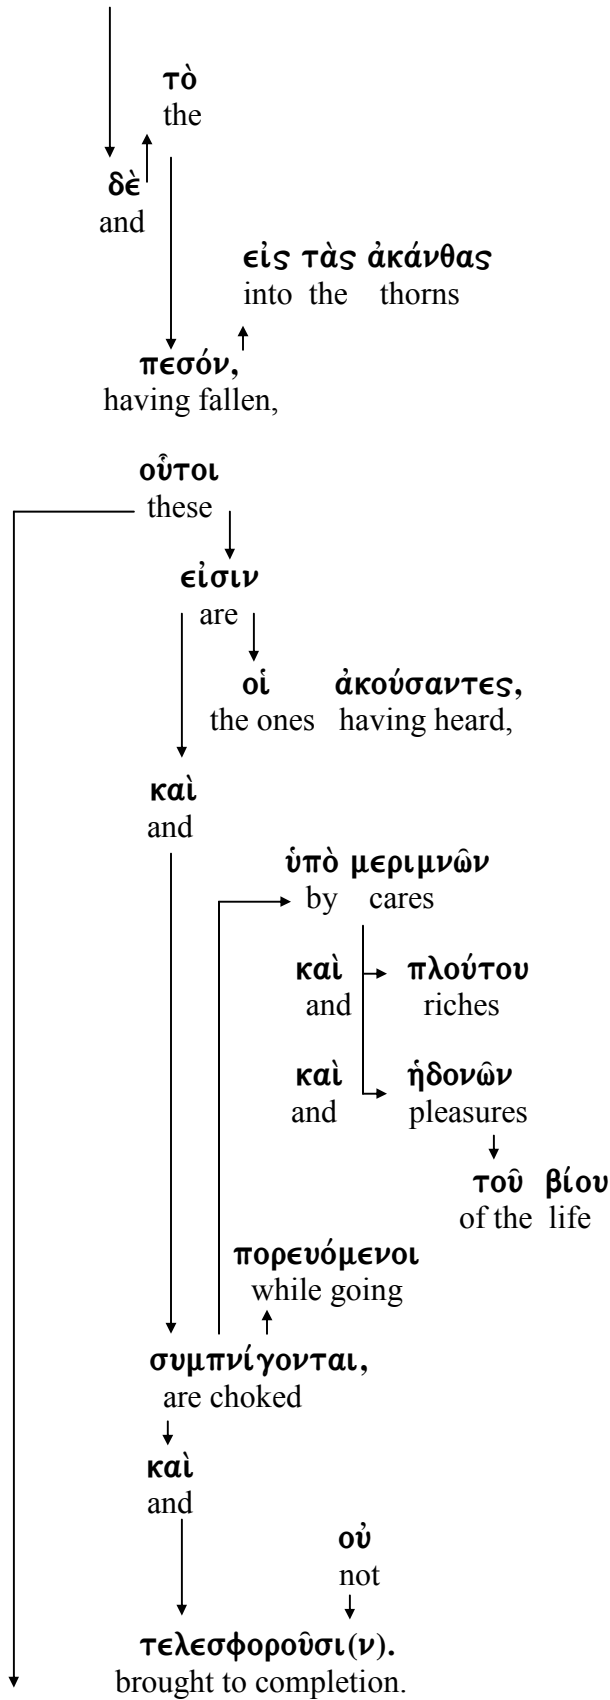 τὸ
the
δὲ
and
εἰς τὰς ἀκάνθας
into the thorns
πεσόν,
having fallen,
οὗτοι
these
εἰσιν
are
οἱ ἀκούσαντες,
the ones having heard,
καὶ
and
ὑπὸ μεριμνῶν
by cares
καὶ πλούτου
and riches
καὶ ἡδονῶν
and pleasures
τοῦ βίου
of the life
πορευόμενοι
while going
συμπνίγονται,
are choked
καὶ
and
οὐ
not
τελεσφοροῦσι(ν).
brought to completion.